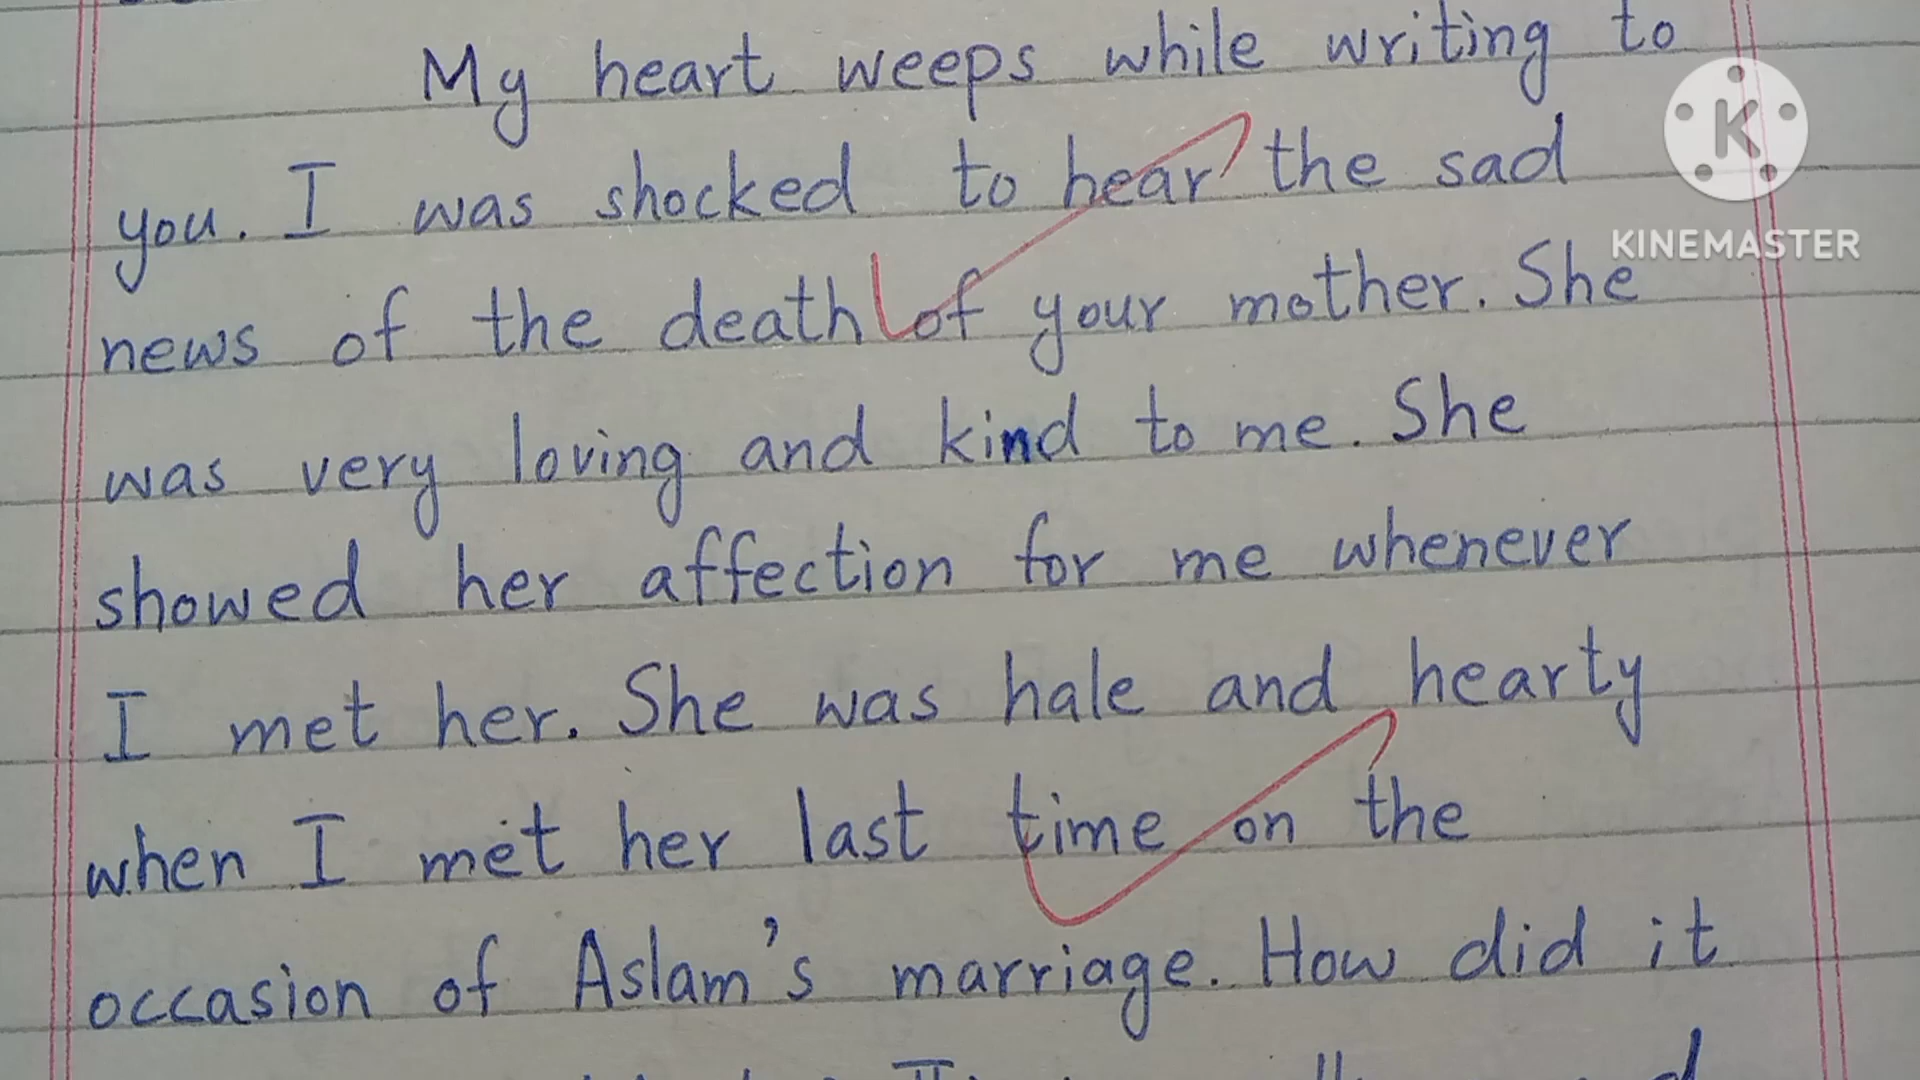 My heart weeps while writing to
you. I was shocked to hear the sad
news of the death of your mother. She
was very loving and kind to me. She
showed her affection for me whenever
I met her. She was hale and hearty
when I met her last time on the
occasion of Aslam's marriage. How did it
K
KINEMASTER